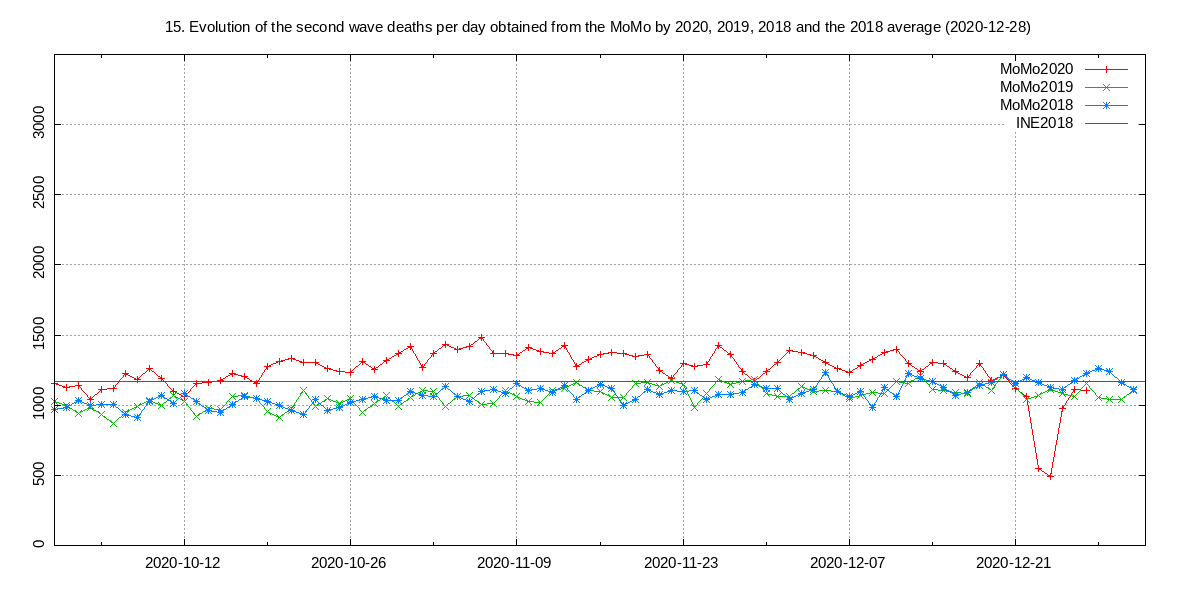 15. Evolution of the second wave deaths per day obtained from the MoMo by 2020, 2019, 2018 and the 2018 average (2020-12-28)
MoMo2020
MoMo2019
MoMo2018
INE2018
3000
2500
2000
1500
1000
500
0
2020-10-12 2020-10-26 2020-11-09 2020-11-23 2020-12-07 2020-12-21